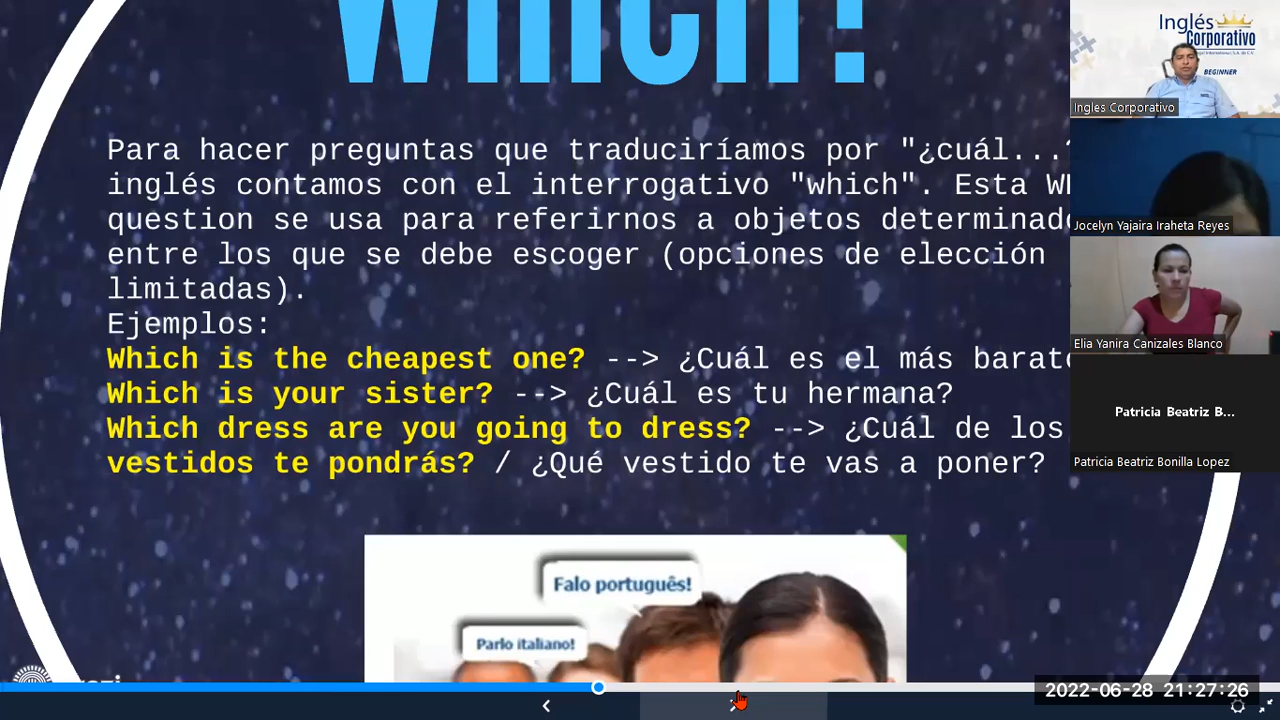 Which?
Para hacer preguntas que traduciríamos por "¿cuál...?
inglés contamos con el interrogativo "which". Esta
question se usa para referirnos a objetos
entre los que se debe escoger (opciones de elección
limitadas).
Ejemplos:
Which is the cheapest one? --> ¿Cuál es el más
Which is your sister? --> ¿Cuál es tu hermana?
Which dress are you going to dress? --> ¿Cuál de los
vestidos te pondrás? / ¿Qué vestido te vas a poner?
Falo português!
Parlo italiano!
Inglés
Corporativo
BEGINNER
Ingles Corporativo
Jocelyn Yajaira Iraheta Reyes
Elia Yanira Canizales Blanco
Patricia Beatriz B...
Patricia Beatriz Bonilla Lopez
2022-06-28 21:27:26